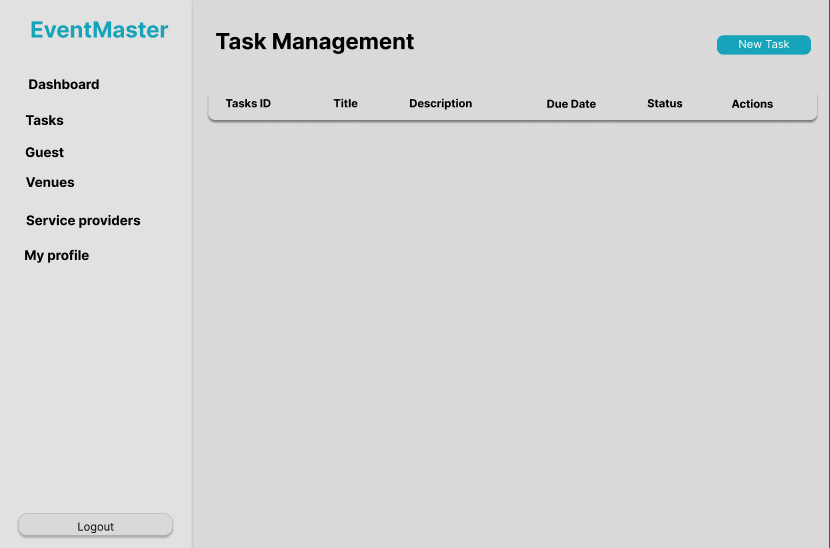 EventMaster
Dashboard
Tasks
Guest
Venues
Service providers
My profile
Logout
Task Management
New Task
Tasks ID Title Description Due Date Status Actions